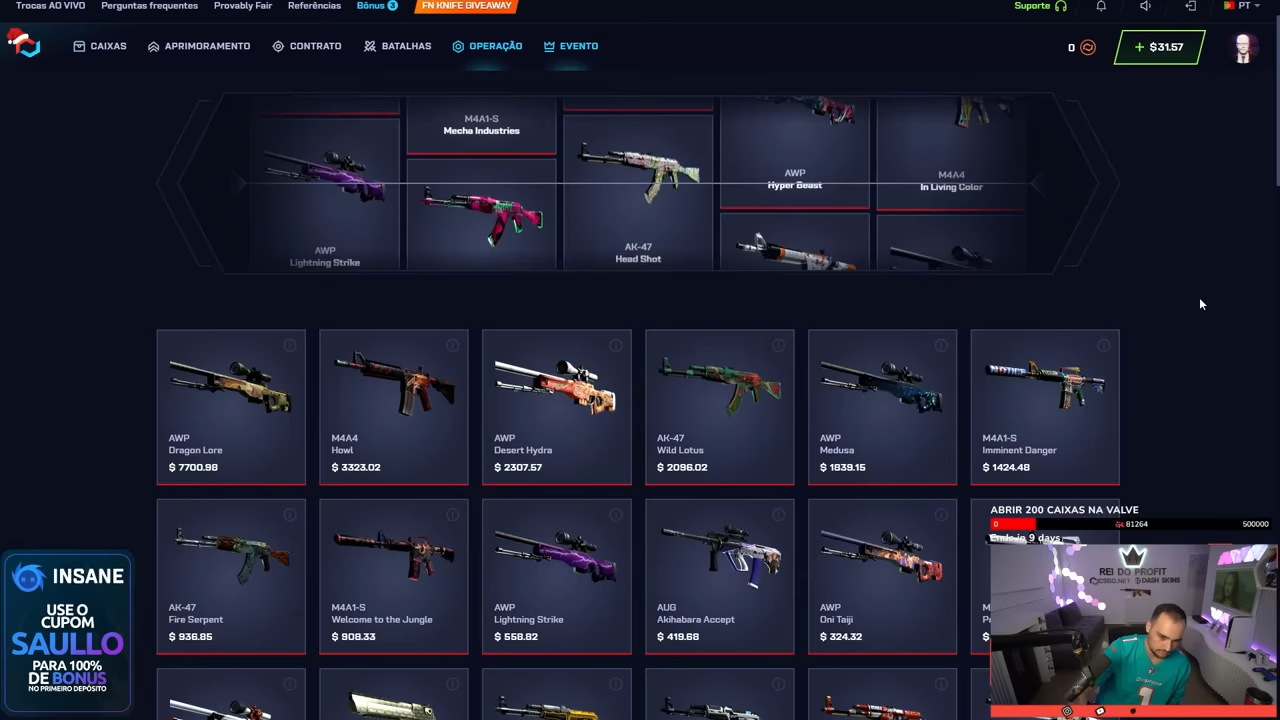 Trocas AO VIVO Perguntas frequentes Provably Fair Referências Bônus 3 FN KNIFE GIVEAWAY Suporte PT
CAIXAS APRIMORAMENTO CONTRATO BATALHAS OPERAÇÃO EVENTO 0 + $31.57
M4A1-S
Mecha Industries
AWP
Hyper Beast
M4A4
In Living Color
AWP
Lightning Strike
AK-47
Head Shot
AWP
Dragon Lore
$ 7700.98
M4A4
Howl
$ 3323.02
AWP
Desert Hydra
$ 2307.57
AK-47
Wild Lotus
$ 2096.02
AWP
Medusa
$ 1839.15
M4A1-S
Imminent Danger
$ 1424.48
AK-47
Fire Serpent
$ 936.85
M4A1-S
Welcome to the Jungle
$ 908.33
AWP
Lightning Strike
$ 558.82
AUG
Akihabara Accept
$ 419.68
AWP
Oni Taiji
$ 324.32
ABRIR 200 CAIXAS NA VALVE
0 81264 500000
Ends in 9 days
REI DO PROFIT
CSGO.NET DASH SKINS
INSANE
USE O
CUPOM
SAULLO
PARA 100%
DE BONUS
NO PRIMEIRO DEPÓSITO